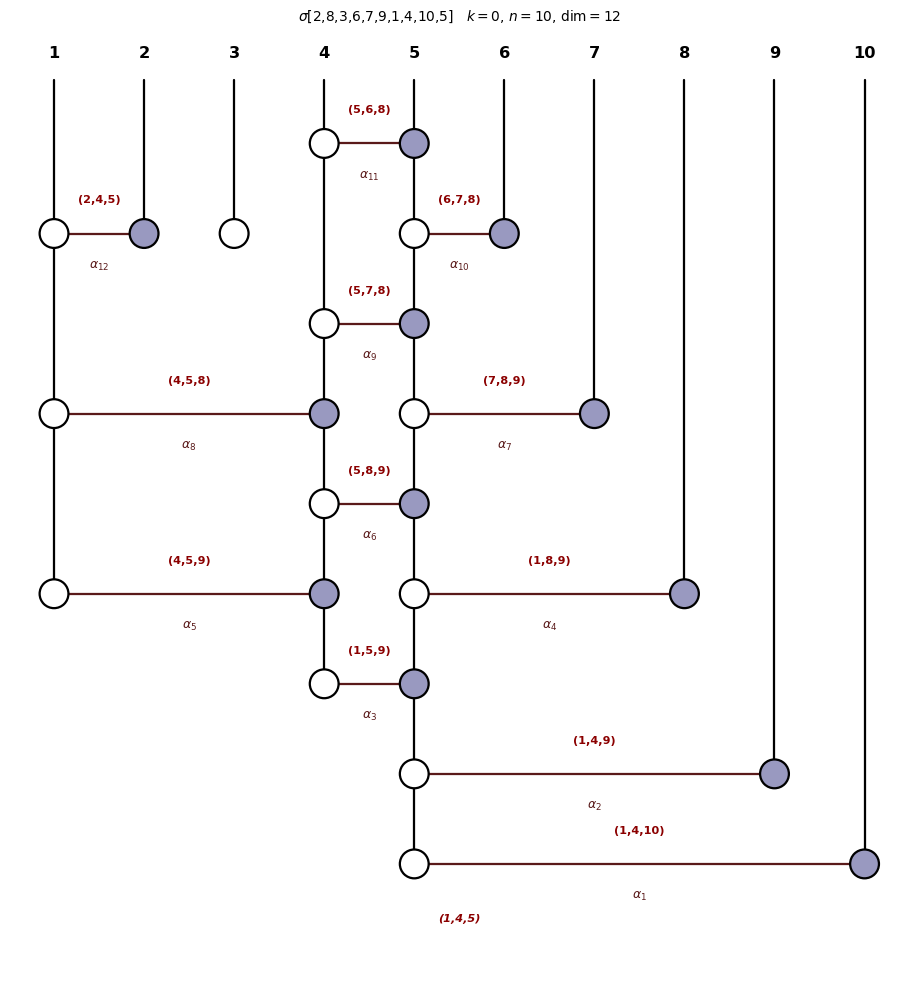 σ[2,8,3,6,7,9,1,4,10,5] k=0, n=10, dim=12
1 2 3 4 5 6 7 8 9 10
(5,6,8)
α₁₁
(2,4,5) (6,7,8)
α₁₂ α₁₀
(5,7,8)
α₉
(4,5,8) (7,8,9)
α₈ α₇
(5,8,9)
α₆
(4,5,9) (1,8,9)
α₅ α₄
(1,5,9)
α₃
(1,4,9)
α₂
(1,4,10)
α₁
(1,4,5)